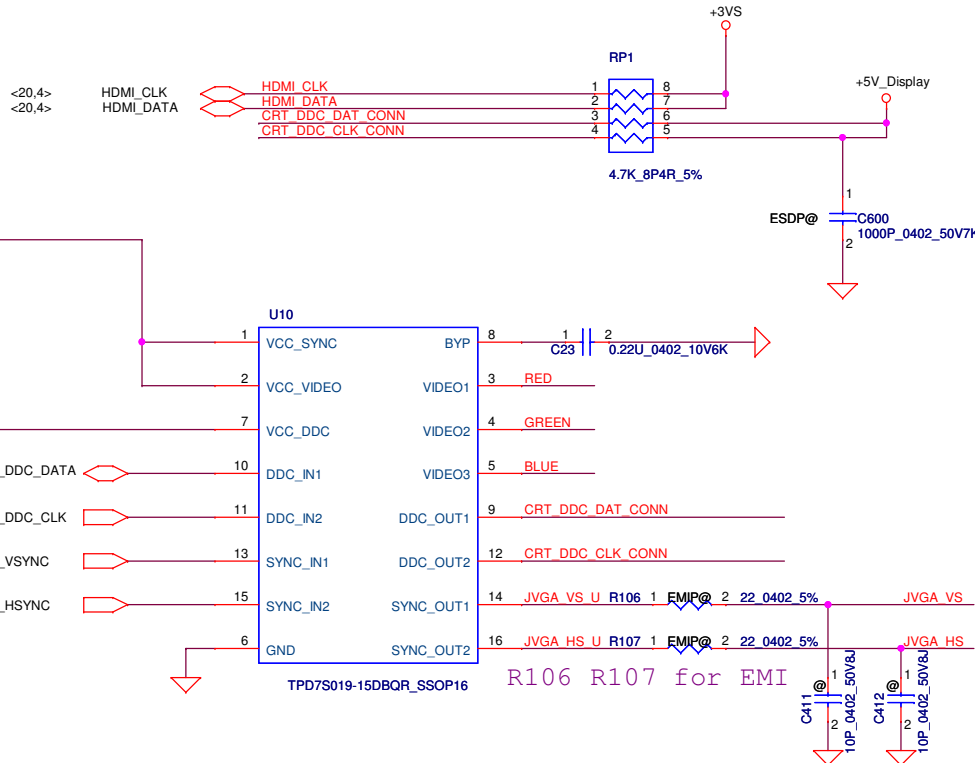 +3VS
RP1
+5V_Display
<20,4> HDMI_CLK HDMI_CLK 1 8
<20,4> HDMI_DATA HDMI_DATA 2 7
CRT_DDC_DAT_CONN 3 6
CRT_DDC_CLK_CONN 4 5
4.7K_8P4R_5%
1
ESDP@ C600
1000P_0402_50V7K
2
U10
1 VCC_SYNC BYP 8 1 2
C23 0.22U_0402_10V6K
2 VCC_VIDEO VIDEO1 3 RED
7 VCC_DDC VIDEO2 4 GREEN
_DDC_DATA 10 DDC_IN1 VIDEO3 5 BLUE
_DDC_CLK 11 DDC_IN2 DDC_OUT1 9 CRT_DDC_DAT_CONN
_VSYNC 13 SYNC_IN1 DDC_OUT2 12 CRT_DDC_CLK_CONN
_HSYNC 15 SYNC_IN2 SYNC_OUT1 14 JVGA_VS_U R106 1 EMIP@ 2 22_0402_5% JVGA_VS
6 GND SYNC_OUT2 16 JVGA_HS_U R107 1 EMIP@ 2 22_0402_5% JVGA_HS
TPD7S019-15DBQR_SSOP16
R106 R107 for EMI
@ 1 @ 1
C411 10P_0402_50V8J C412 10P_0402_50V8J
2 2